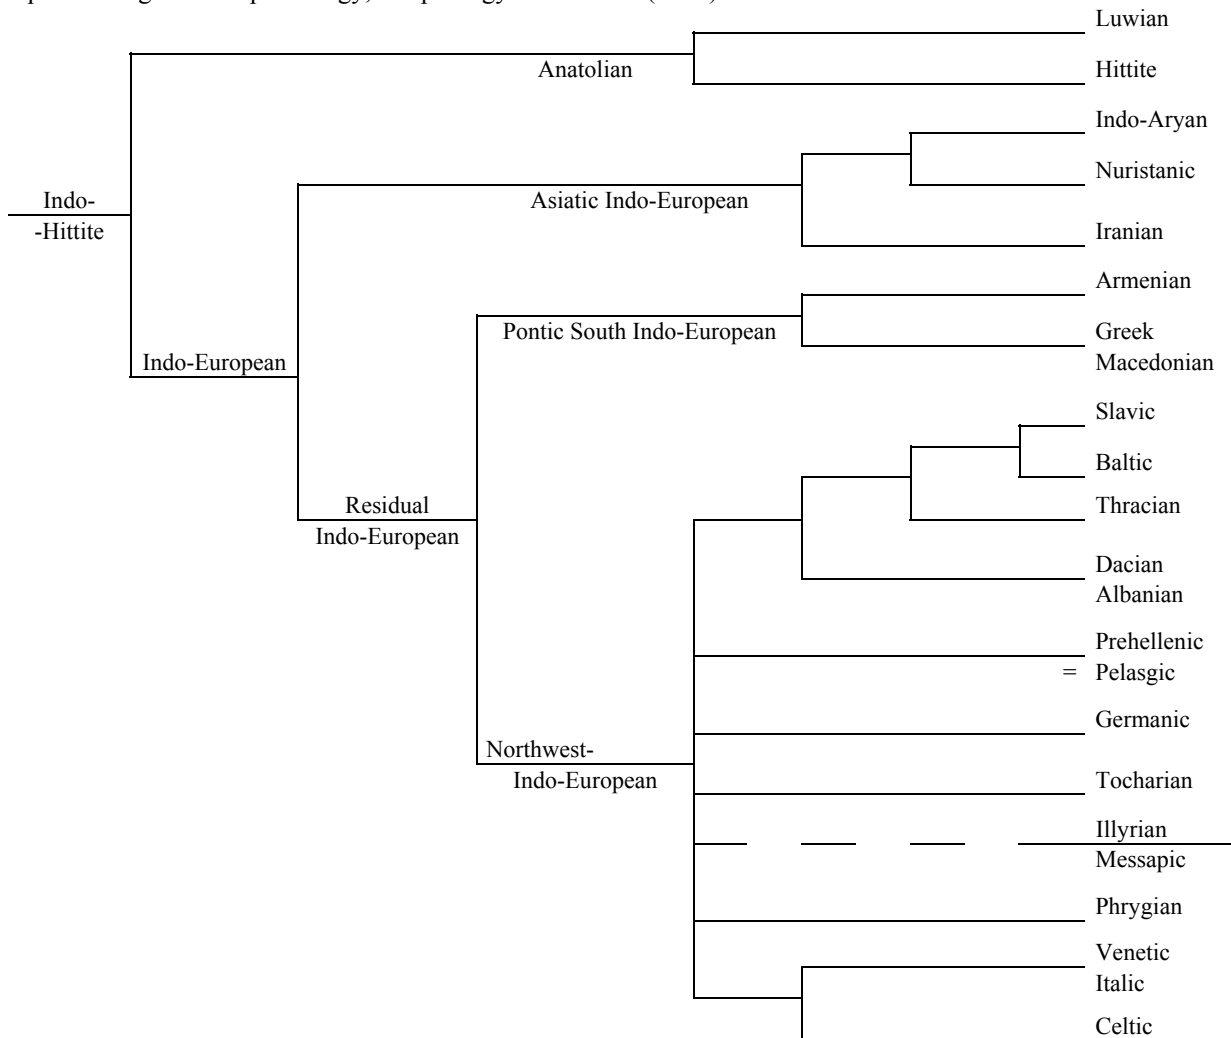 Luwian
Anatolian
Hittite
Indo-Aryan
Nuristanic
Indo-
-Hittite
Asiatic Indo-European
Iranian
Armenian
Pontic South Indo-European
Greek
Macedonian
Indo-European
Slavic
Baltic
Residual
Indo-European
Thracian
Dacian
Albanian
Prehellenic
= Pelasgic
Germanic
Northwest-
Indo-European
Tocharian
Illyrian
Messapic
Phrygian
Venetic
Italic
Celtic